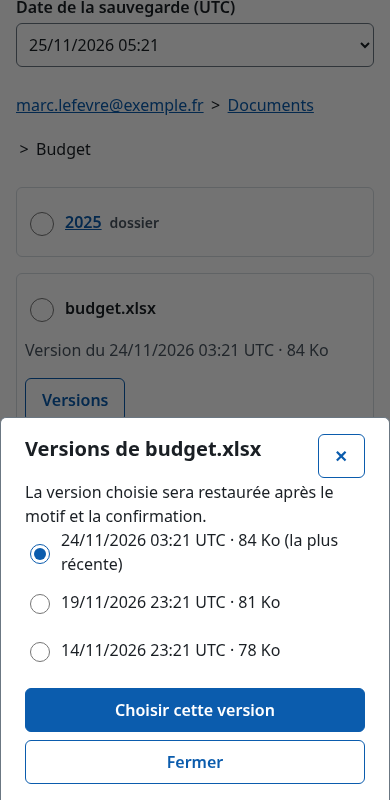 Date de la sauvegarde (UTC)
25/11/2026 05:21
marc.lefevre@exemple.fr > Documents
> Budget
2025 dossier
budget.xlsx
Version du 24/11/2026 03:21 UTC · 84 Ko
Versions
Versions de budget.xlsx
×
La version choisie sera restaurée après le
motif et la confirmation.
24/11/2026 03:21 UTC · 84 Ko (la plus
récente)
19/11/2026 23:21 UTC · 81 Ko
14/11/2026 23:21 UTC · 78 Ko
Choisir cette version
Fermer